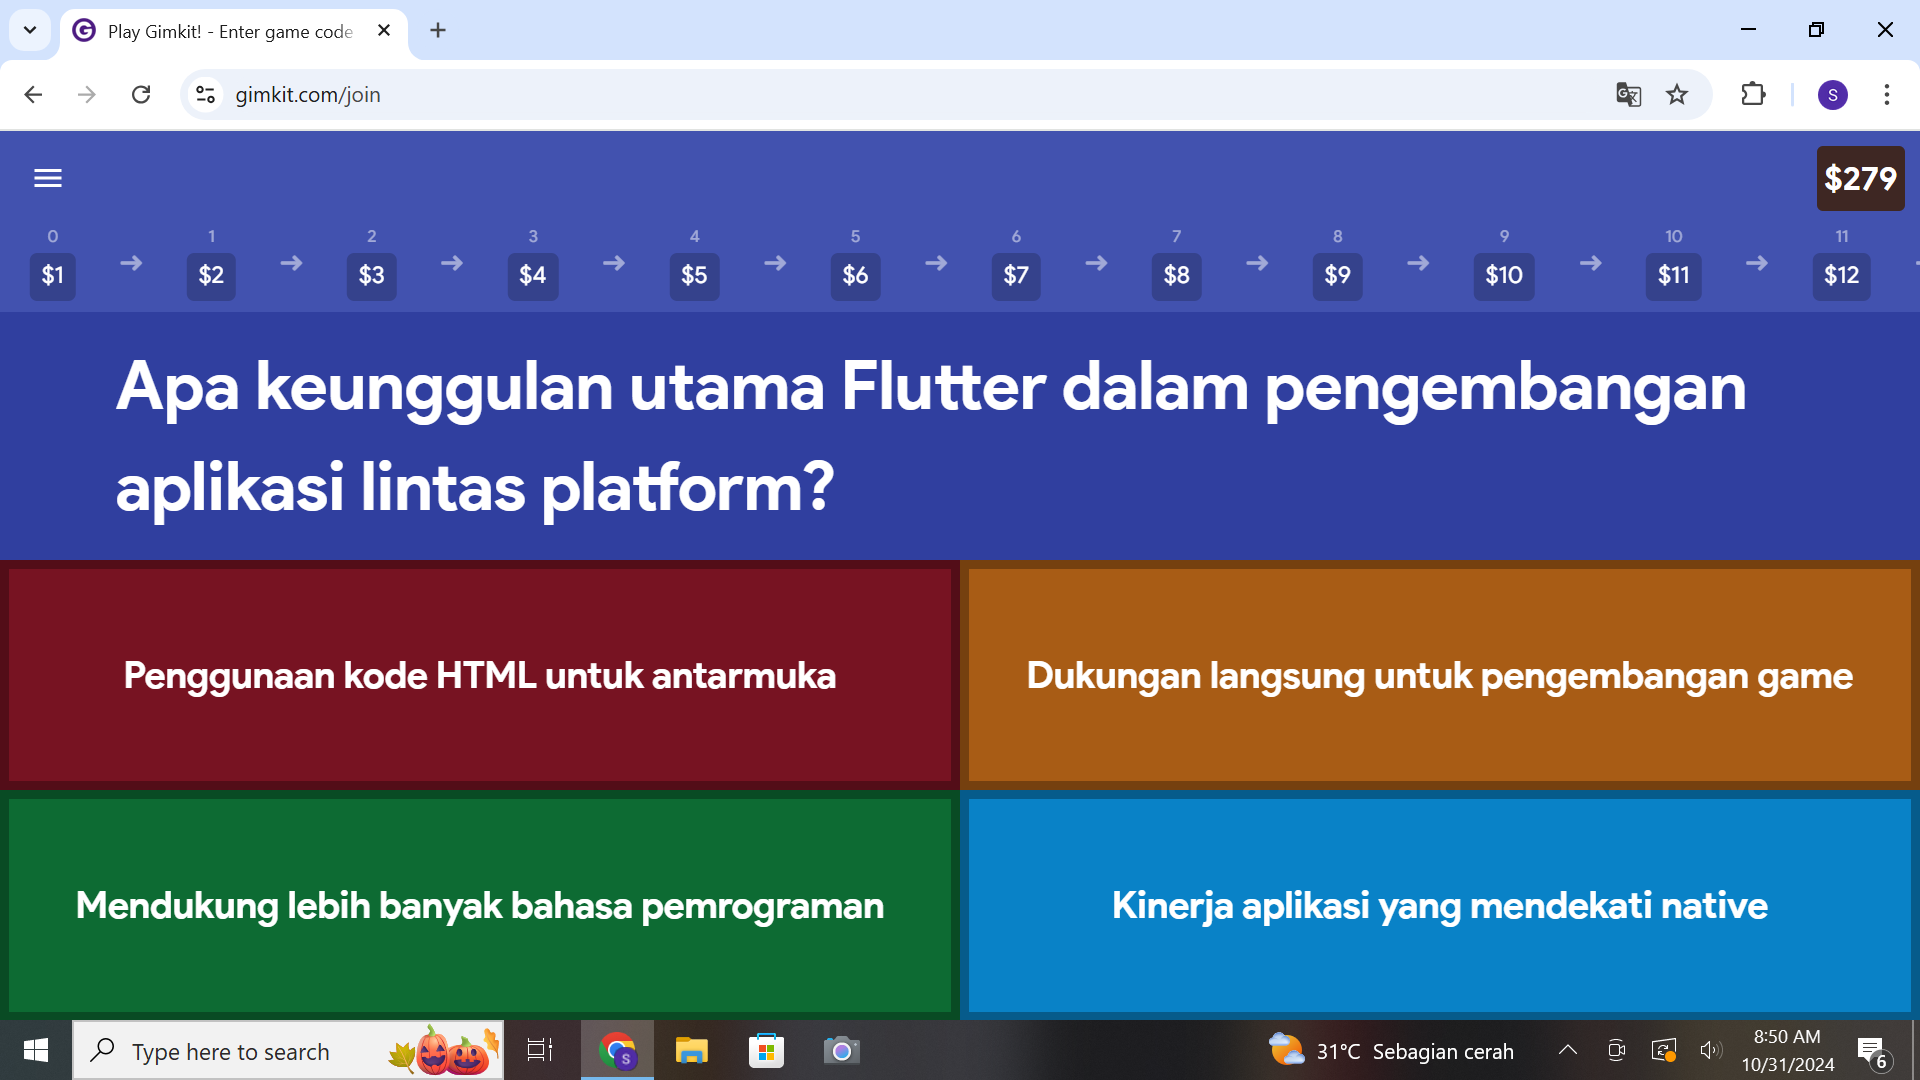 Play Gimkit! - Enter game code
gimkit.com/join
S
$279
0 1 2 3 4 5 6 7 8 9 10 11
$1 $2 $3 $4 $5 $6 $7 $8 $9 $10 $11 $12
Apa keunggulan utama Flutter dalam pengembangan
aplikasi lintas platform?
Penggunaan kode HTML untuk antarmuka
Dukungan langsung untuk pengembangan game
Mendukung lebih banyak bahasa pemrograman
Kinerja aplikasi yang mendekati native
Type here to search
S
31°C Sebagian cerah
8:50 AM
10/31/2024
6